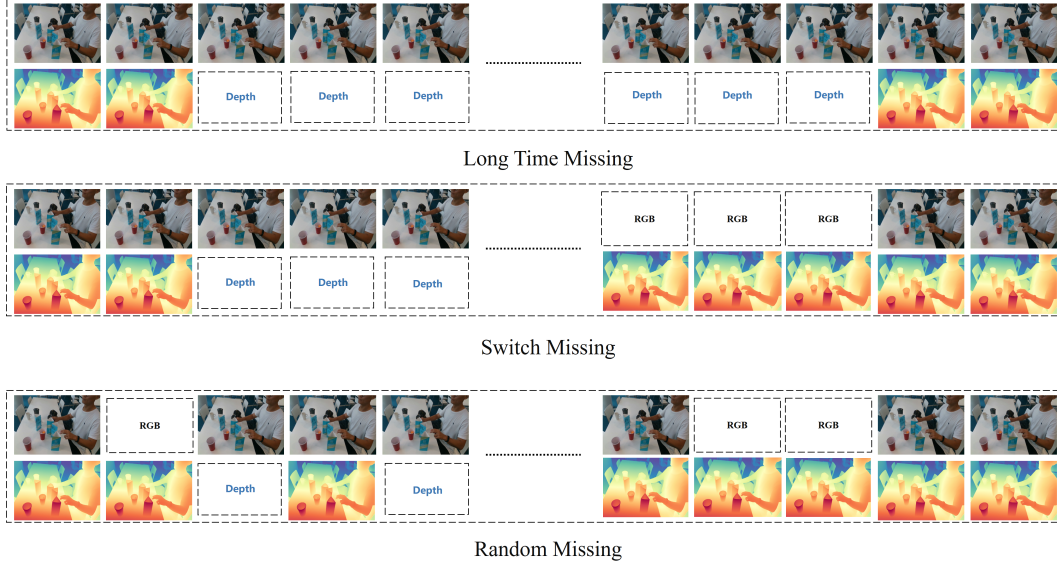 Depth Depth Depth Depth Depth Depth
Long Time Missing
RGB RGB RGB
Depth Depth Depth
Switch Missing
RGB RGB RGB
Depth Depth
Random Missing